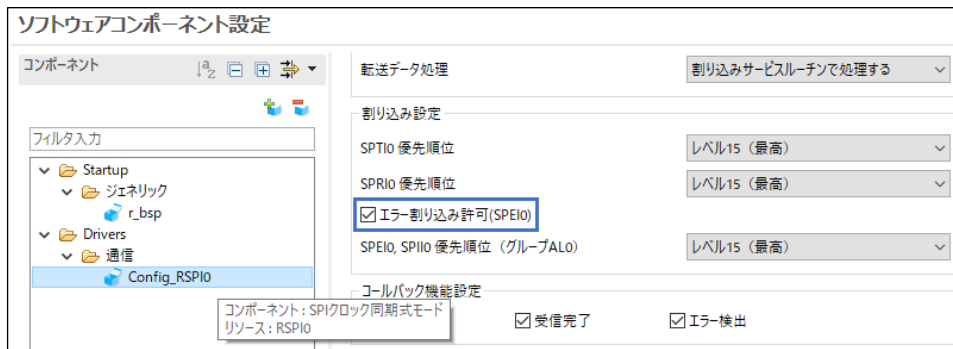 ソフトウェアコンポーネント設定
コンポーネント
転送データ処理
割り込みサービスルーチンで処理する
割り込み設定
フィルタ入力
SPTI0 優先順位
レベル15（最高）
Startup
ジェネリック
SPRI0 優先順位
レベル15（最高）
r_bsp
エラー割り込み許可(SPEI0)
Drivers
通信
SPEI0, SPII0 優先順位（グループAL0）
レベル15（最高）
Config_RSPI0
コールバック機能設定
コンポーネント : SPIクロック同期式モード
リソース : RSPI0
受信完了
エラー検出